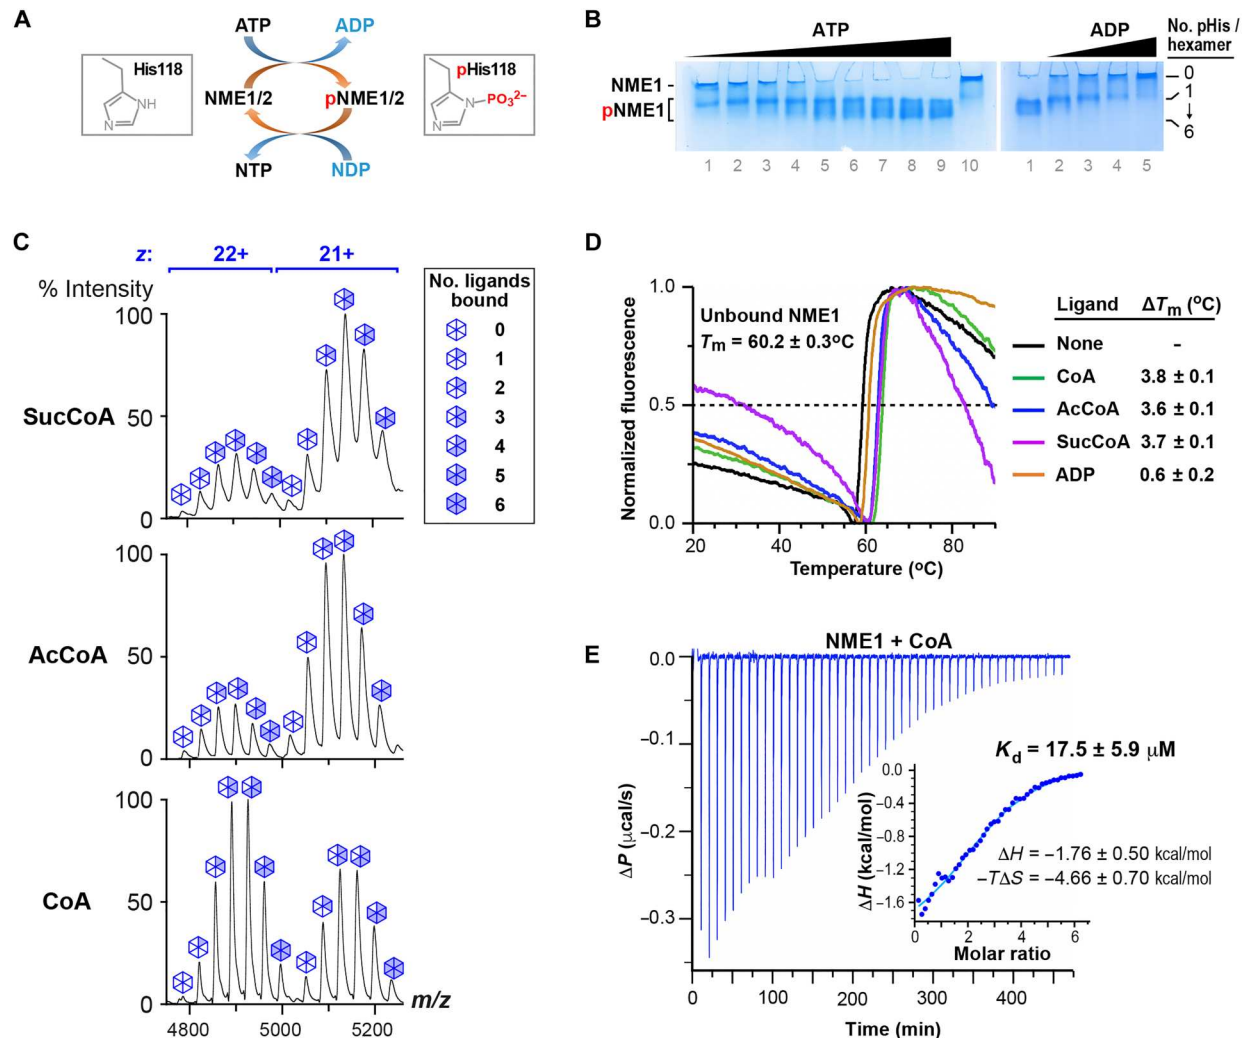 A
ATP
ADP
His118
NH
N
NME1/2
pNME1/2
pHis118
N
PO₃²⁻
N
NTP
NDP
B
ATP
ADP
No. pHis /
hexamer
NME1
pNME1
0
1
6
1 2 3 4 5 6 7 8 9 10
1 2 3 4 5
C
z:
22+
21+
% Intensity
100
50
0
SucCoA
No. ligands
bound
0
1
2
3
4
5
6
100
50
0
AcCoA
100
50
0
CoA
m/z
4800
5000
5200
D
Normalized fluorescence
1.0
0.5
0.0
Unbound NME1
Tm = 60.2 ± 0.3°C
20
40
60
80
Temperature (°C)
Ligand ΔTm (°C)
None –
CoA 3.8 ± 0.1
AcCoA 3.6 ± 0.1
SucCoA 3.7 ± 0.1
ADP 0.6 ± 0.2
E
NME1 + CoA
ΔP (μcal/s)
0.0
−0.1
−0.2
−0.3
0
100
200
300
400
Time (min)
Kd = 17.5 ± 5.9 μM
ΔH (kcal/mol)
0.0
−0.4
−0.8
−1.2
−1.6
ΔH = −1.76 ± 0.50 kcal/mol
−TΔS = −4.66 ± 0.70 kcal/mol
0
2
4
6
Molar ratio